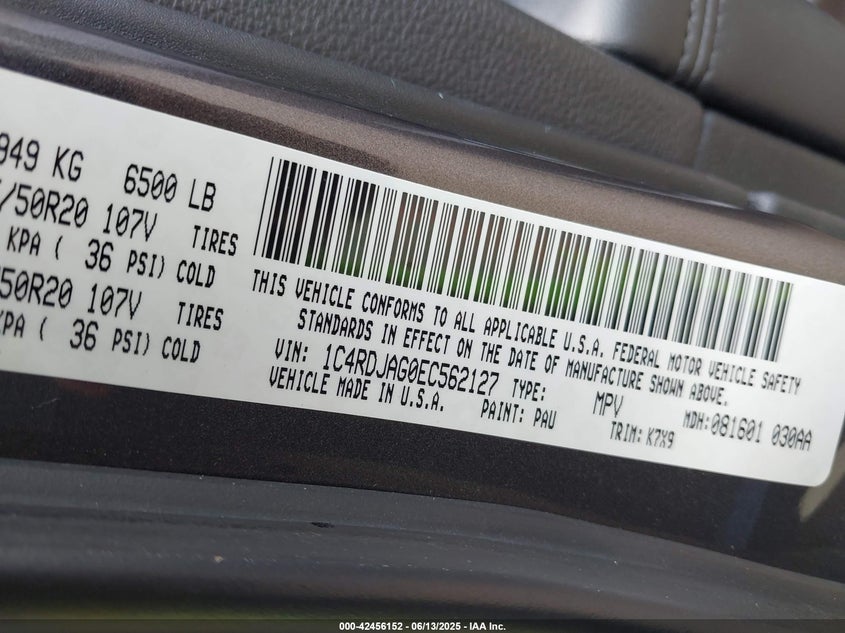 949 KG 6500 LB
/50R20 107V TIRES
KPA ( 36 PSI) COLD
50R20 107V TIRES
KPA ( 36 PSI) COLD
THIS VEHICLE CONFORMS TO ALL APPLICABLE U.S.A. FEDERAL MOTOR VEHICLE SAFETY
STANDARDS IN EFFECT ON THE DATE OF MANUFACTURE SHOWN ABOVE.
VIN: 1C4RDJAG0EC562127 TYPE: MPV MDH:081601 030AA
VEHICLE MADE IN U.S.A. PAINT: PAU TRIM: K7X9
000-42456152 - 06/13/2025 - IAA Inc.